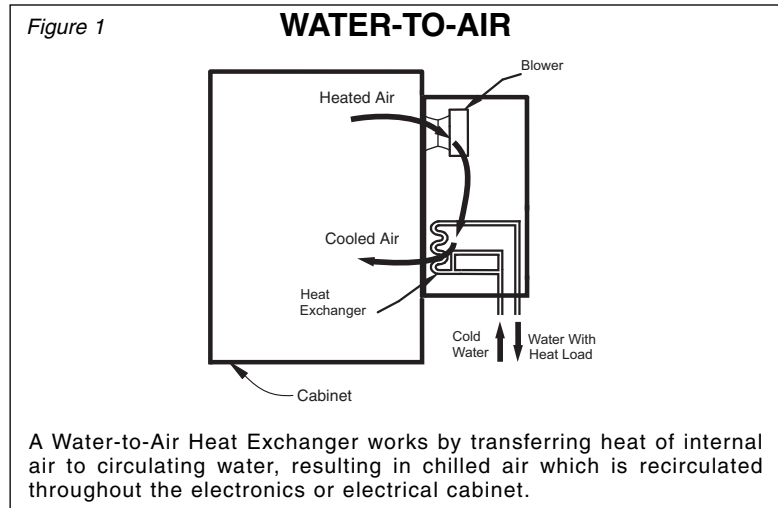 Figure 1
WATER-TO-AIR
Blower
Heated Air
Cooled Air
Heat
Exchanger
Cold
Water
Water With
Heat Load
Cabinet
A Water-to-Air Heat Exchanger works by transferring heat of internal
air to circulating water, resulting in chilled air which is recirculated
throughout the electronics or electrical cabinet.